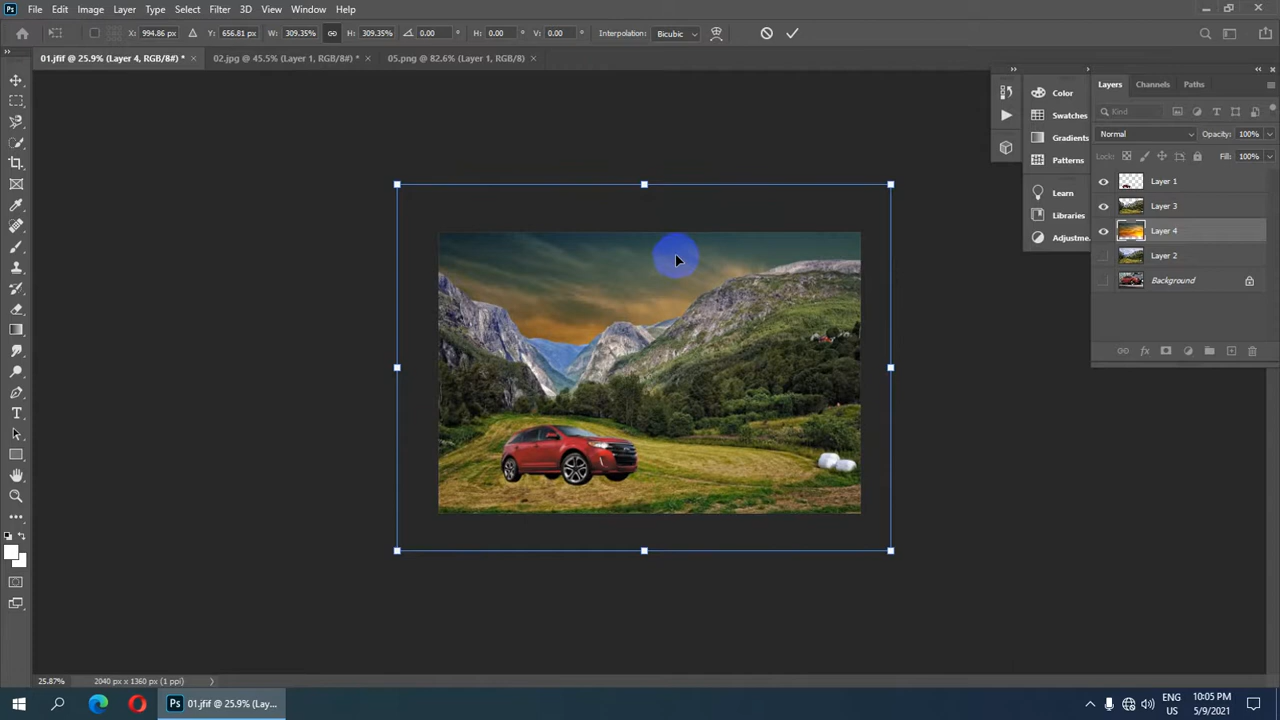 Ps File Edit Image Layer Type Select Filter 3D View Window Help
X: 994.86 px Y: 656.81 px W: 309.35% H: 309.35% 0.00 ° H: 0.00 ° V: 0.00 ° Interpolation: Bicubic
01.jfif @ 25.9% (Layer 4, RGB/8#) * × 02.jpg @ 45.5% (Layer 1, RGB/8#) * × 05.png @ 82.6% (Layer 1, RGB/8) ×
Color
Swatches
Gradients
Patterns
Learn
Libraries
Adjustme...
Layers Channels Paths
Kind
Normal Opacity: 100%
Lock: Fill: 100%
Layer 1
Layer 3
Layer 4
Layer 2
Background
25.87% 2040 px x 1360 px (1 ppi)
Ps 01.jfif @ 25.9% (Lay...
ENG
US
10:05 PM
5/9/2021